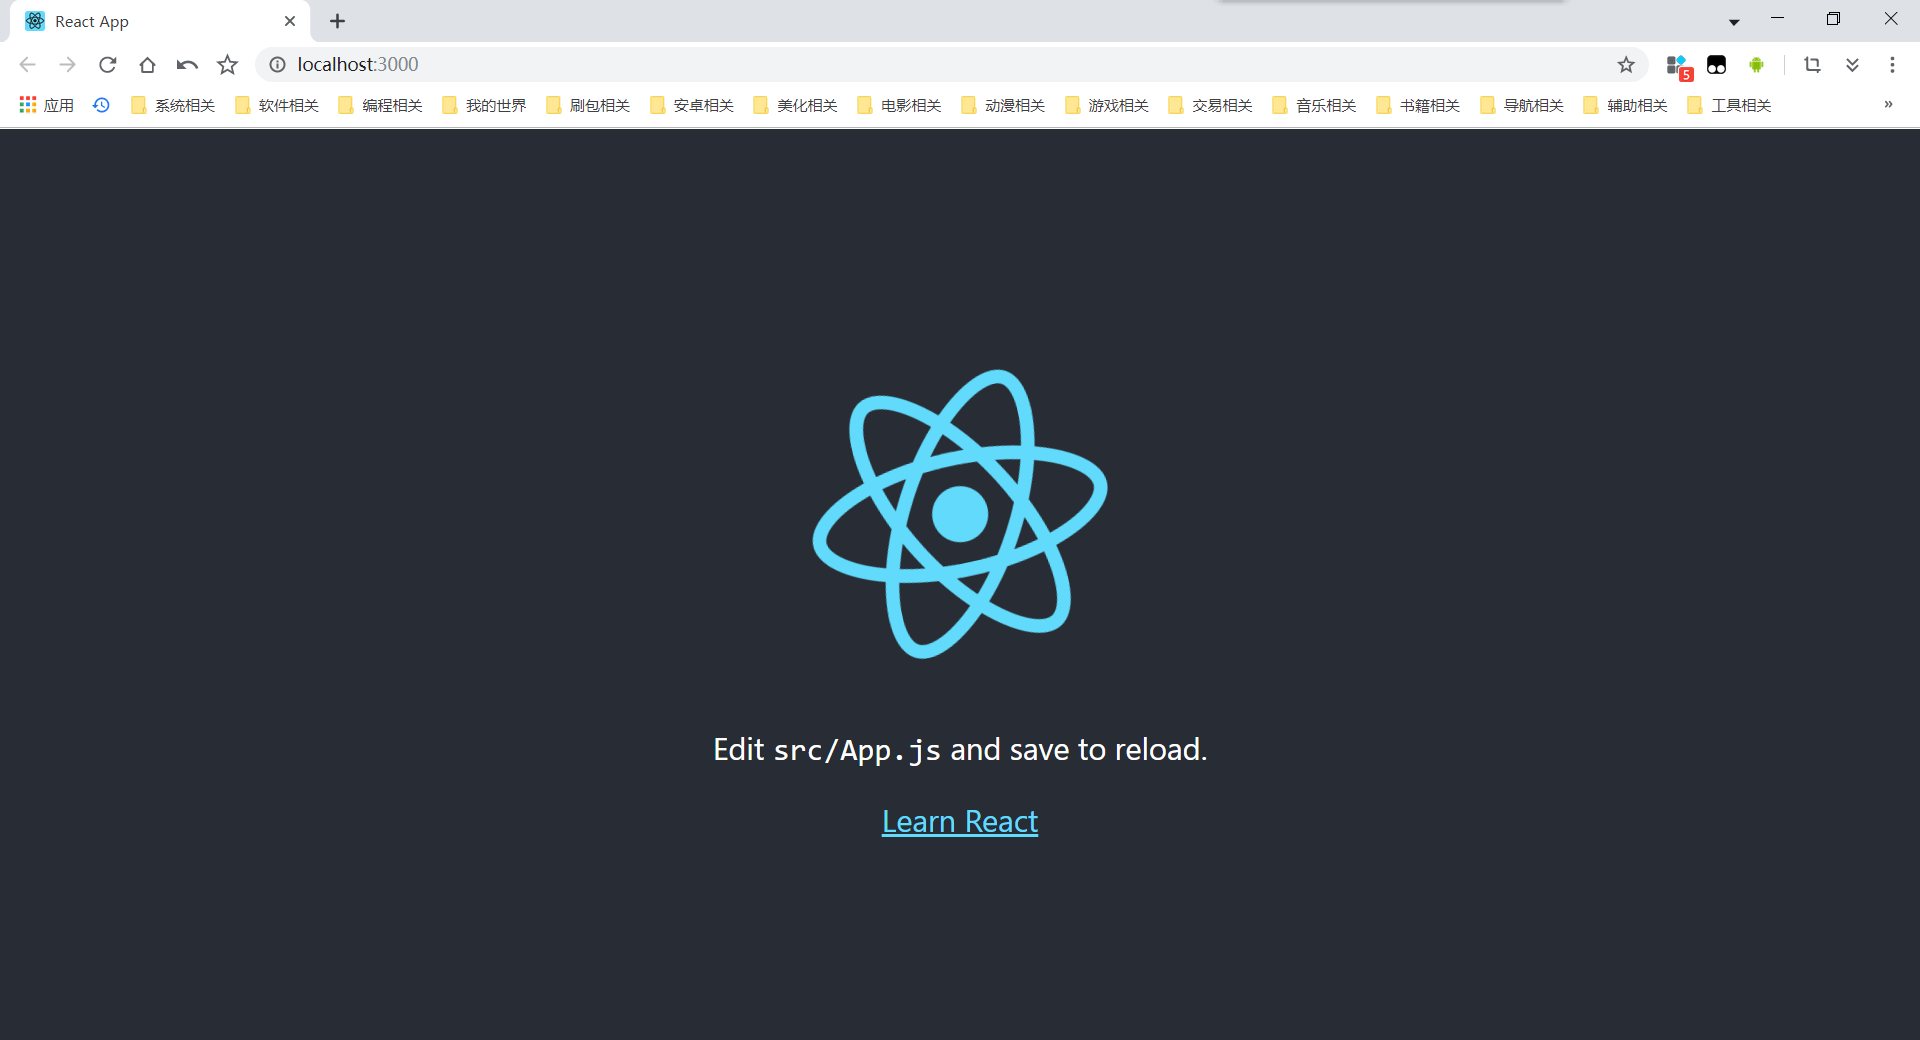 React App
localhost:3000
5
应用 系统相关 软件相关 编程相关 我的世界 刷包相关 安卓相关 美化相关 电影相关 动漫相关 游戏相关 交易相关 音乐相关 书籍相关 导航相关 辅助相关 工具相关 »
Edit src/App.js and save to reload.
Learn React